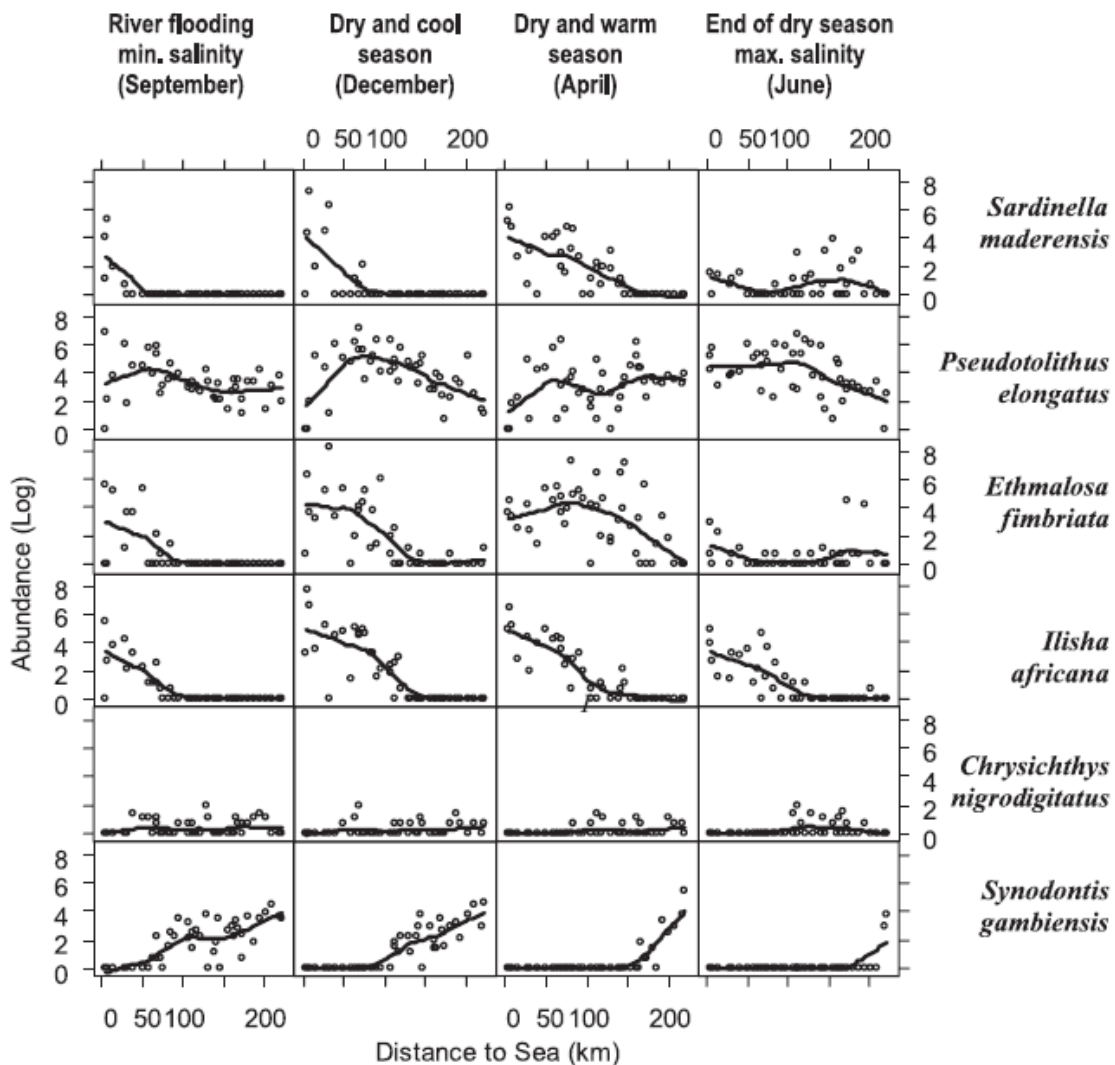 River flooding
min. salinity
(September)
Dry and cool
season
(December)
Dry and warm
season
(April)
End of dry season
max. salinity
(June)
0 50 100 200
0 50 100 200
8
6
4
2
0
Sardinella
maderensis
8
6
4
2
0
Pseudotolithus
elongatus
8
6
4
2
0
Ethmalosa
fimbriata
8
6
4
2
0
Ilisha
africana
8
6
4
2
0
Chrysichthys
nigrodigitatus
8
6
4
2
0
Synodontis
gambiensis
Abundance (Log)
0 50 100 200
0 50 100 200
Distance to Sea (km)